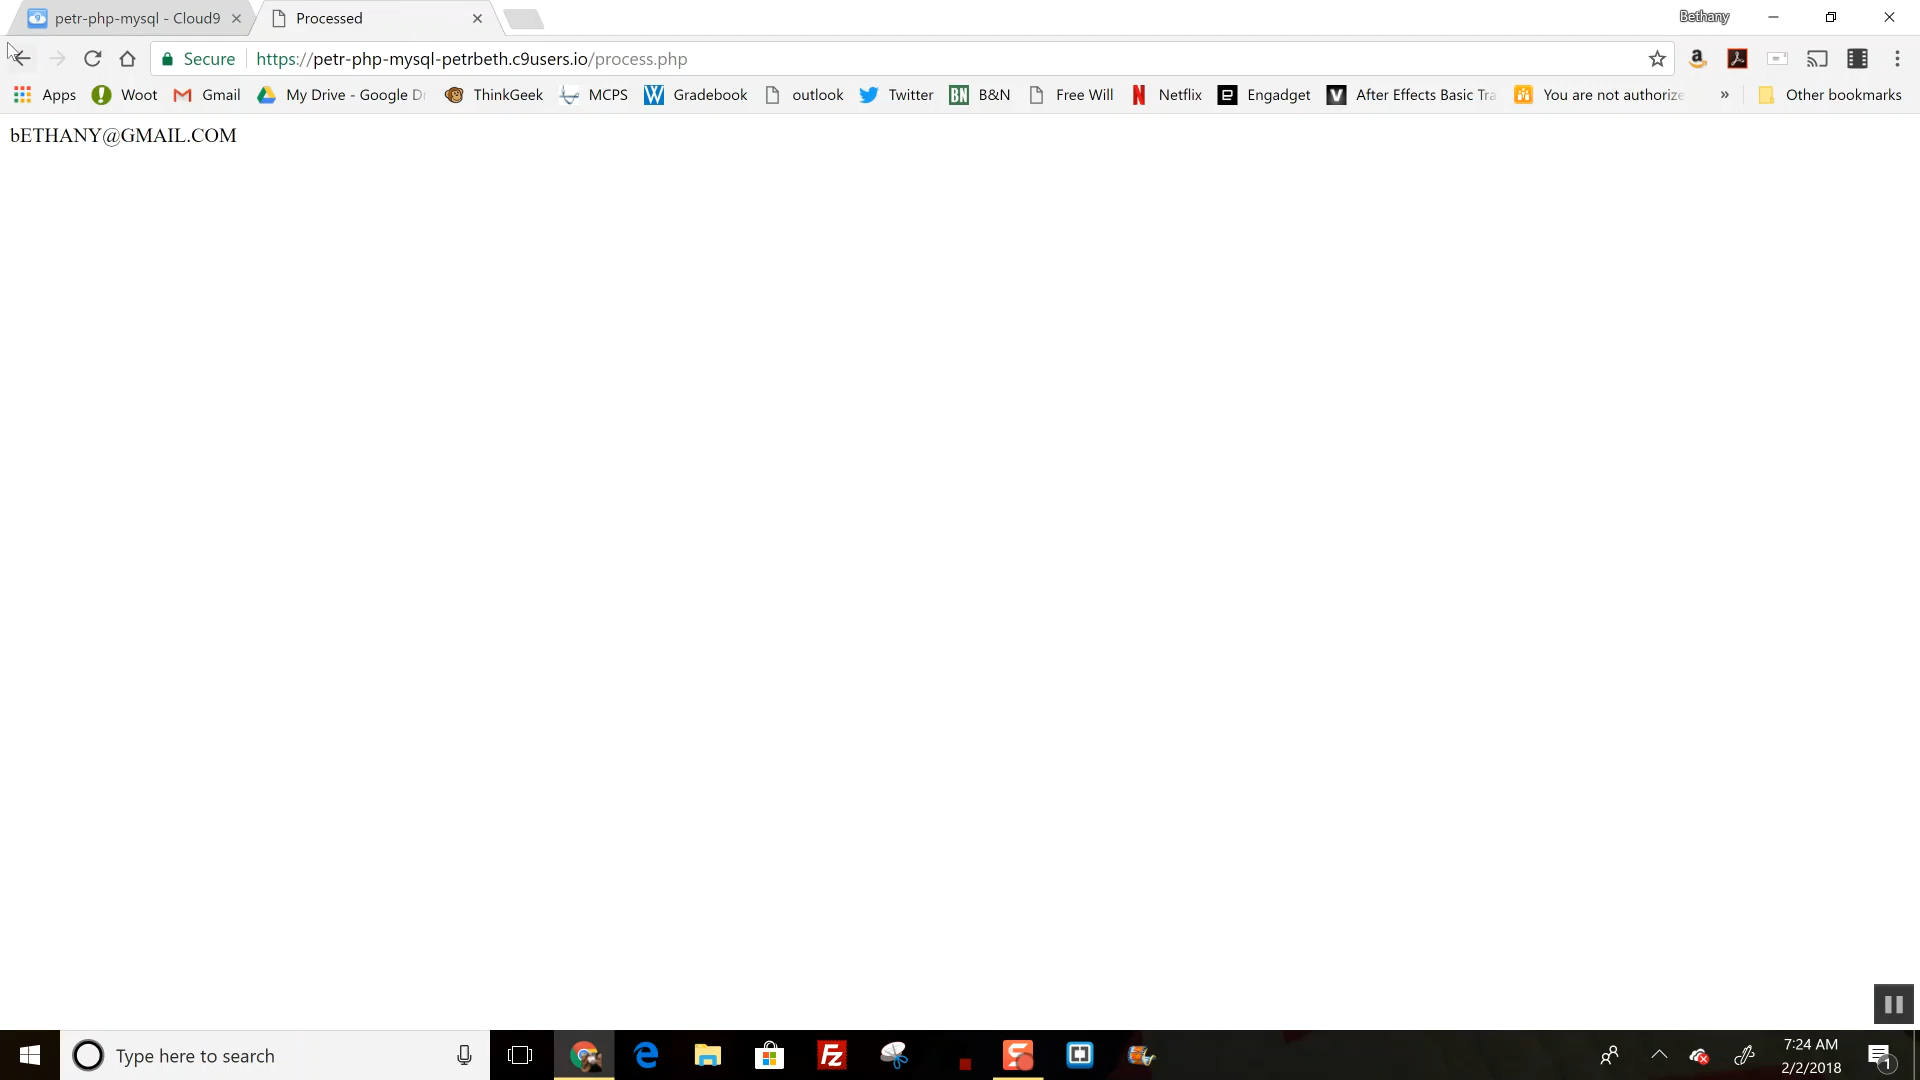 petr-php-mysql - Cloud9
Processed
Bethany
Secure
https://petr-php-mysql-petrbeth.c9users.io/process.php
Apps
Woot
Gmail
My Drive - Google D
ThinkGeek
MCPS
Gradebook
outlook
Twitter
BN B&N
Free Will
Netflix
Engadget
After Effects Basic Tra
You are not authorize
»
Other bookmarks
bETHANY@GMAIL.COM
Type here to search
7:24 AM
2/2/2018
1